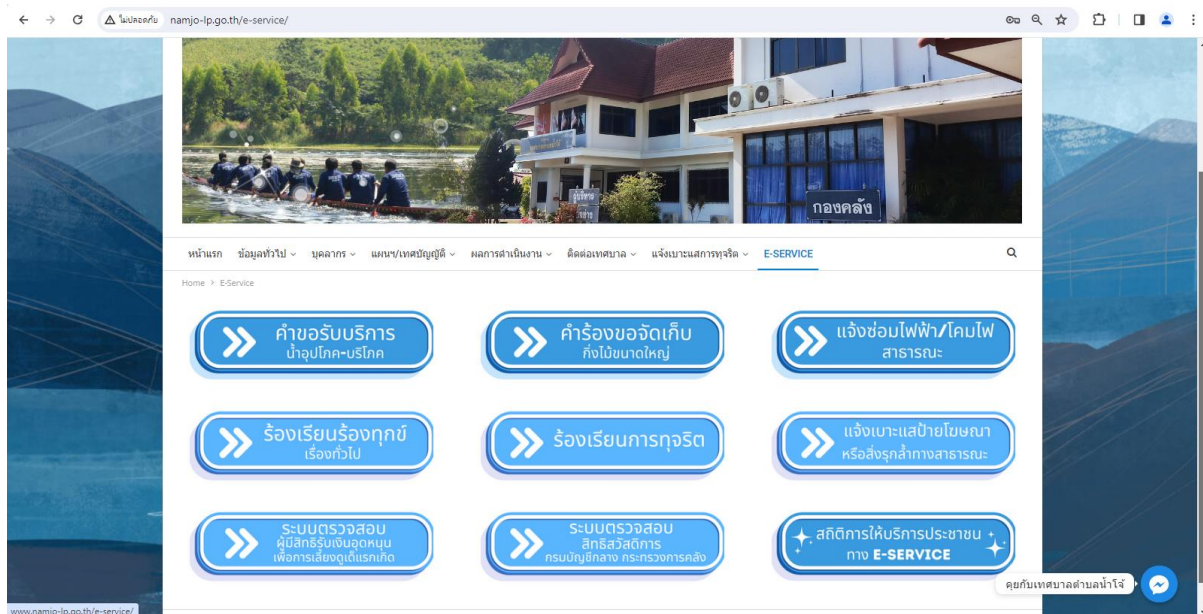 ไม่ปลอดภัย namjo-lp.go.th/e-service/
กองคลัง
หน้าแรก ข้อมูลทั่วไป บุคลากร แผนฯ/เทศบัญญัติ ผลการดำเนินงาน ติดต่อเทศบาล แจ้งเบาะแสการทุจริต E-SERVICE
Home > E-Service
คำขอรับบริการ
น้ำอุปโภค-บริโภค
คำร้องขอจัดเก็บ
กิ่งไม้ขนาดใหญ่
แจ้งซ่อมไฟฟ้า/โคมไฟ
สาธารณะ
ร้องเรียนร้องทุกข์
เรื่องทั่วไป
ร้องเรียนการทุจริต
แจ้งเบาะแสป้ายโฆษณา
หรือสิ่งรุกล้ำทางสาธารณะ
ระบบตรวจสอบ
ผู้มีสิทธิรับเงินอุดหนุน
เพื่อการเลี้ยงดูเด็กแรกเกิด
ระบบตรวจสอบ
สิทธิสวัสดิการ
กรมบัญชีกลาง กระทรวงการคลัง
สถิติการให้บริการประชาชน
ทาง E-SERVICE
คุยกับเทศบาลตำบลน้ำโจ้
www.namjo-lp.go.th/e-service/